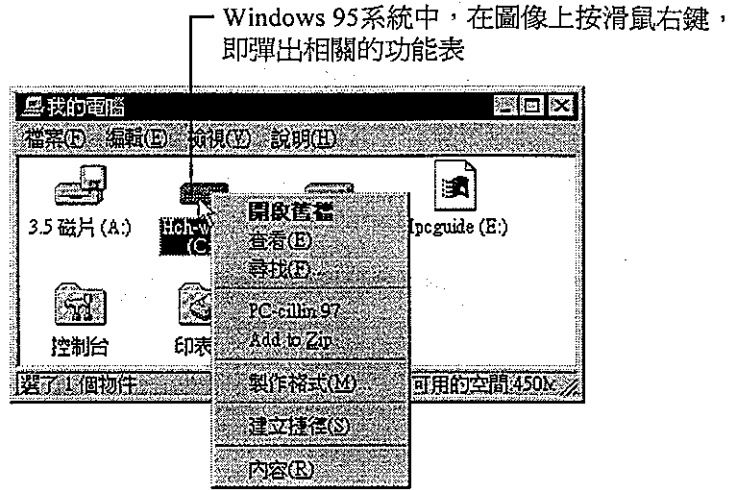 Windows 95系統中,在圖像上按滑鼠右鍵,
即彈出相關的功能表
我的電腦
檔案(F) 編輯(E) 檢視(V) 說明(H)
3.5 磁片 (A:)
(C
Ipcguide (E:)
開啟舊檔
查看(E)
尋找(F)...
PC-cillin 97
Add to Zip
製作格式(M)
建立捷徑(S)
內容(R)
控制台
印表
選了 1 個物件
可用的空間:450M